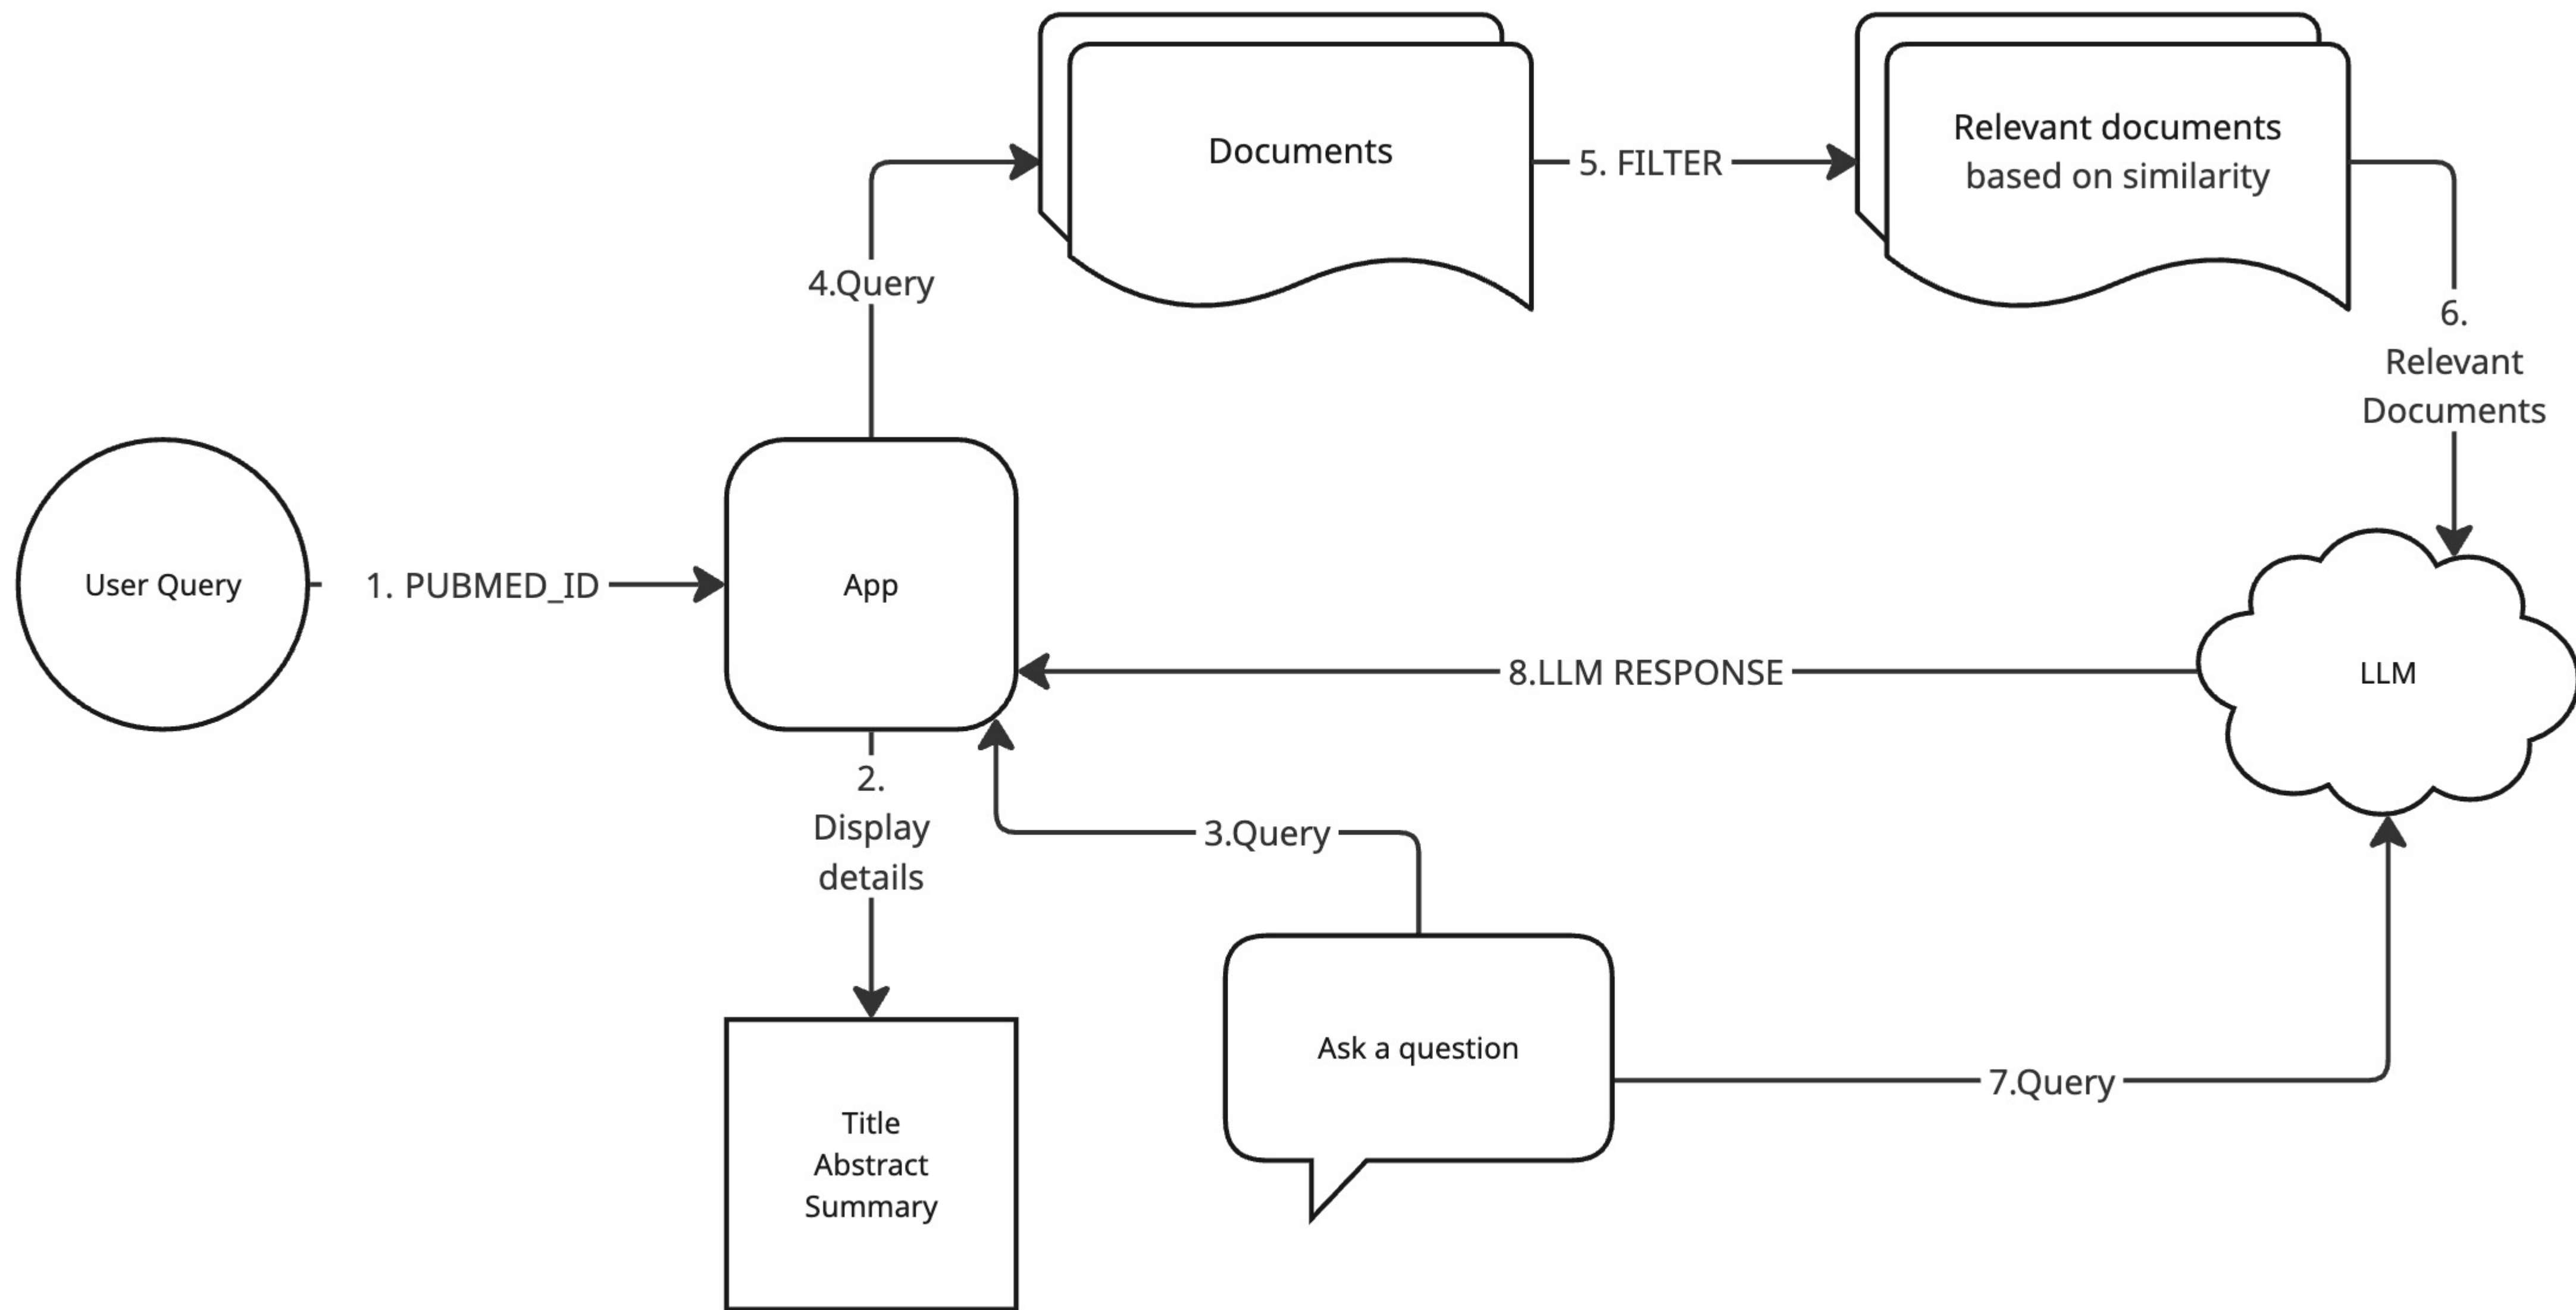 Documents
5. FILTER
Relevant documents
based on similarity
4.Query
6.
Relevant
Documents
User Query
1. PUBMED_ID
App
8.LLM RESPONSE
LLM
2.
Display
details
3.Query
Ask a question
7.Query
Title
Abstract
Summary